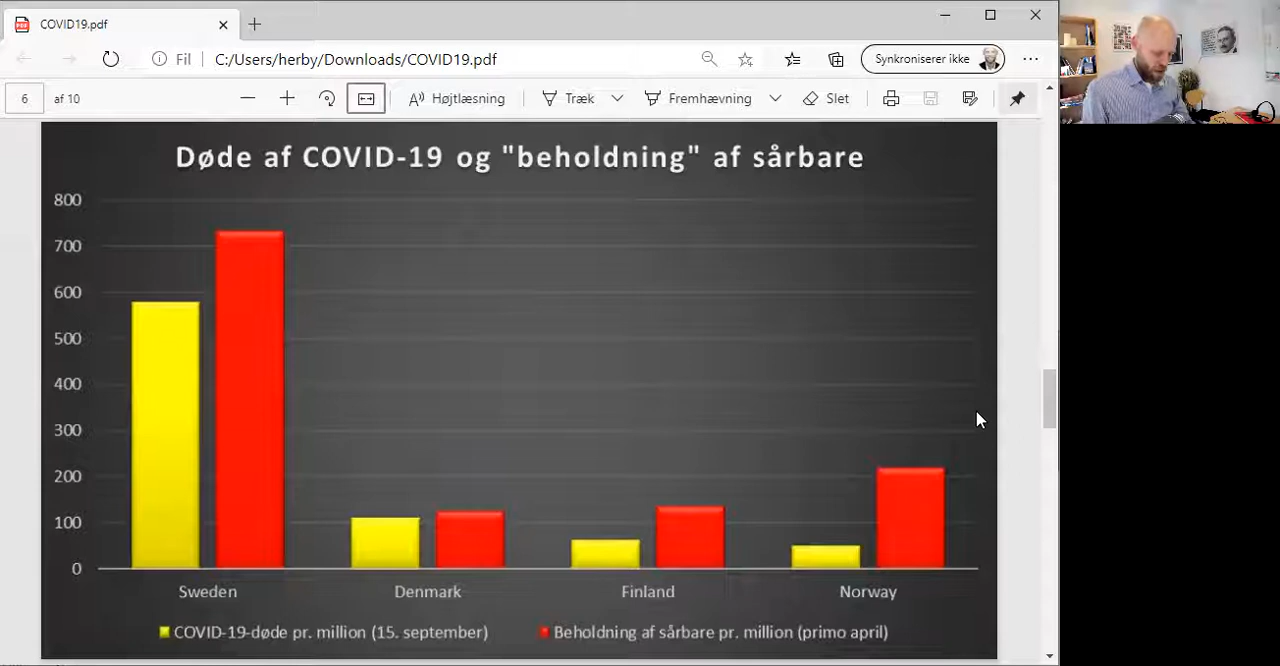 COVID19.pdf
Fil
C:/Users/herby/Downloads/COVID19.pdf
Synkroniserer ikke
6
af 10
Højtlæsning
Træk
Fremhævning
Slet
Døde af COVID-19 og "beholdning" af sårbare
800
700
600
500
400
300
200
100
0
Sweden
Denmark
Finland
Norway
COVID-19-døde pr. million (15. september)
Beholdning af sårbare pr. million (primo april)